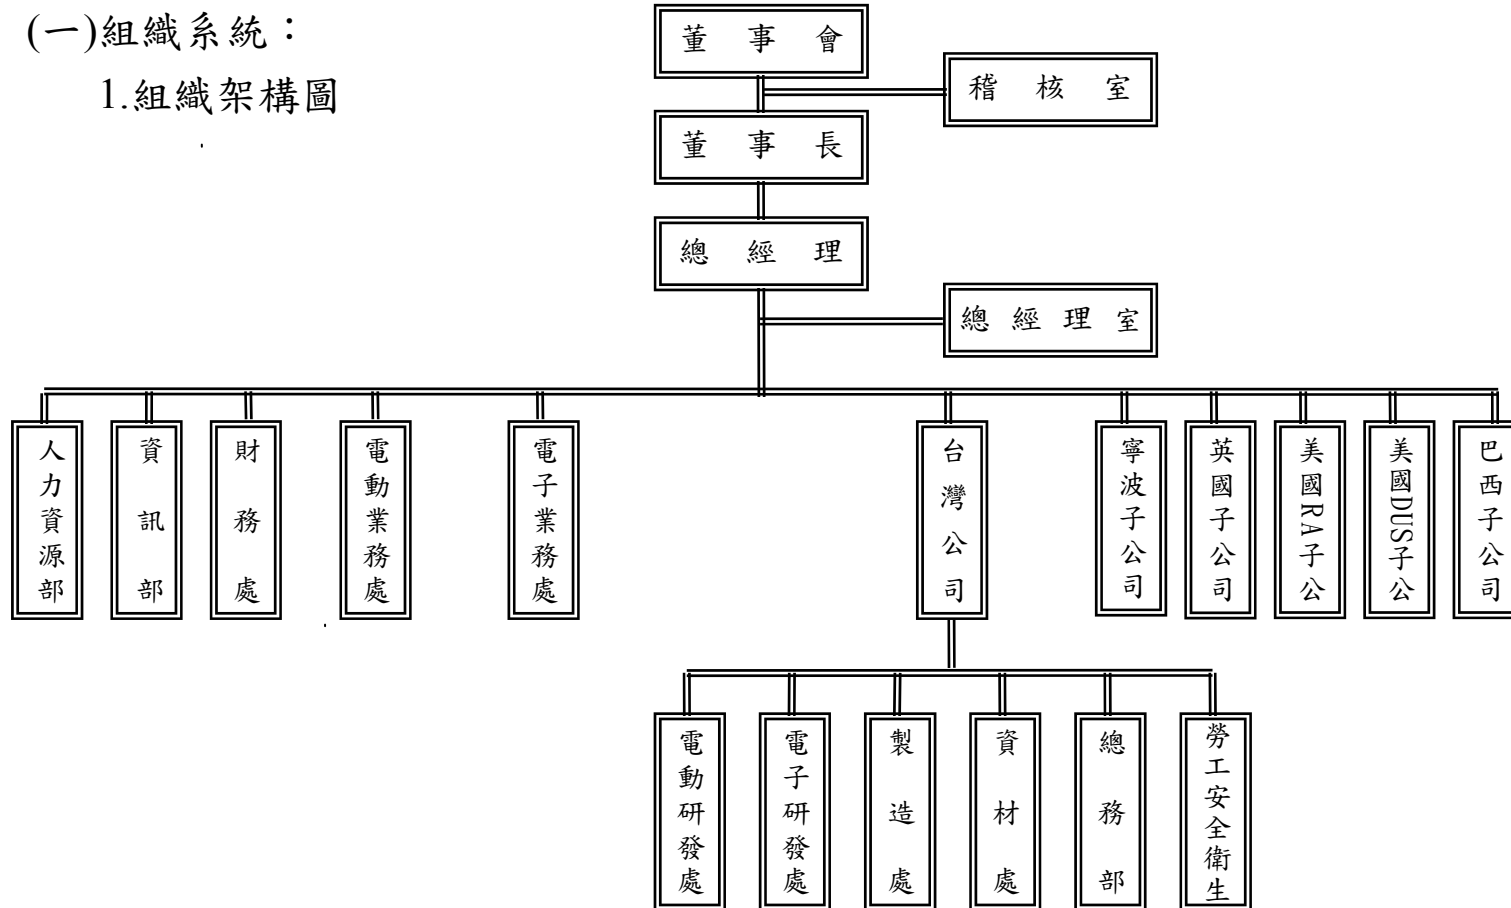 (一)組織系統：
1.組織架構圖
董事會
稽核室
董事長
總經理
總經理室
人力資源部
資訊部
財務處
電動業務處
電子業務處
台灣公司
寧波子公司
英國子公司
美國RA子公
美國DUS子公
巴西子公司
電動研發處
電子研發處
製造處
資材處
總務部
勞工安全衛生